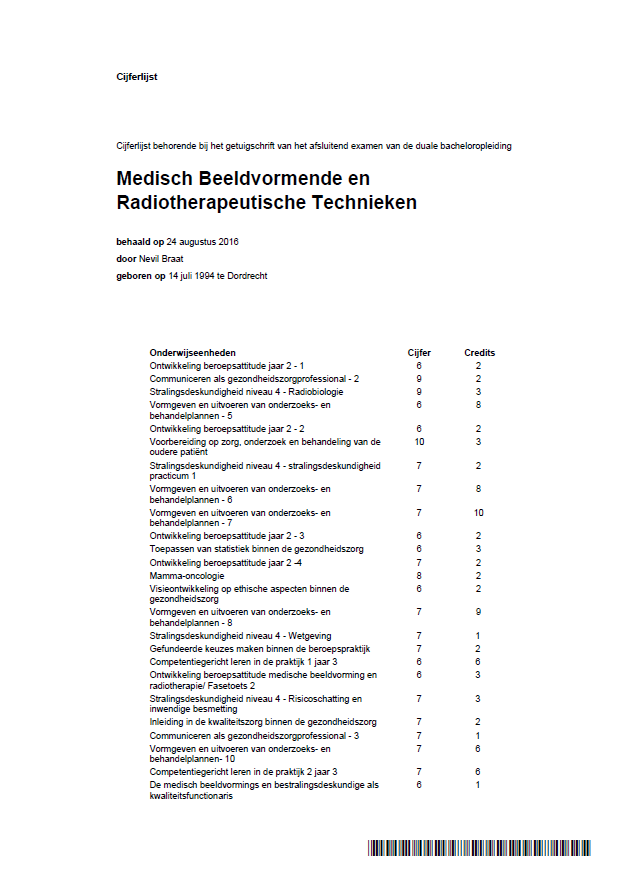 Cijferlijst
Cijferlijst behorende bij het getuigschrift van het afsluitend examen van de duale bacheloropleiding
Medisch Beeldvormende en
Radiotherapeutische Technieken
behaald op 24 augustus 2016
door Nevil Braat
geboren op 14 juli 1994 te Dordrecht
Onderwijseenheden Cijfer Credits
Ontwikkeling beroepsattitude jaar 2 - 1 6 2
Communiceren als gezondheidszorgprofessional - 2 9 2
Stralingsdeskundigheid niveau 4 - Radiobiologie 9 3
Vormgeven en uitvoeren van onderzoeks- en 6 8
behandelplannen - 5
Ontwikkeling beroepsattitude jaar 2 - 2 6 2
Voorbereiding op zorg, onderzoek en behandeling van de 10 3
oudere patiënt
Stralingsdeskundigheid niveau 4 - stralingsdeskundigheid 7 2
practicum 1
Vormgeven en uitvoeren van onderzoeks- en 7 8
behandelplannen - 6
Vormgeven en uitvoeren van onderzoeks- en 7 10
behandelplannen - 7
Ontwikkeling beroepsattitude jaar 2 - 3 6 2
Toepassen van statistiek binnen de gezondheidszorg 6 3
Ontwikkeling beroepsattitude jaar 2 -4 7 2
Mamma-oncologie 8 2
Visieontwikkeling op ethische aspecten binnen de 6 2
gezondheidszorg
Vormgeven en uitvoeren van onderzoeks- en 7 9
behandelplannen - 8
Stralingsdeskundigheid niveau 4 - Wetgeving 7 1
Gefundeerde keuzes maken binnen de beroepspraktijk 7 2
Competentiegericht leren in de praktijk 1 jaar 3 6 6
Ontwikkeling beroepsattitude medische beeldvorming en 6 3
radiotherapie/ Fasetoets 2
Stralingsdeskundigheid niveau 4 - Risicoschatting en 7 3
inwendige besmetting
Inleiding in de kwaliteitszorg binnen de gezondheidszorg 7 2
Communiceren als gezondheidszorgprofessional - 3 7 1
Vormgeven en uitvoeren van onderzoeks- en 7 6
behandelplannen- 10
Competentiegericht leren in de praktijk 2 jaar 3 7 6
De medisch beeldvormings en bestralingsdeskundige als 6 1
kwaliteitsfunctionaris